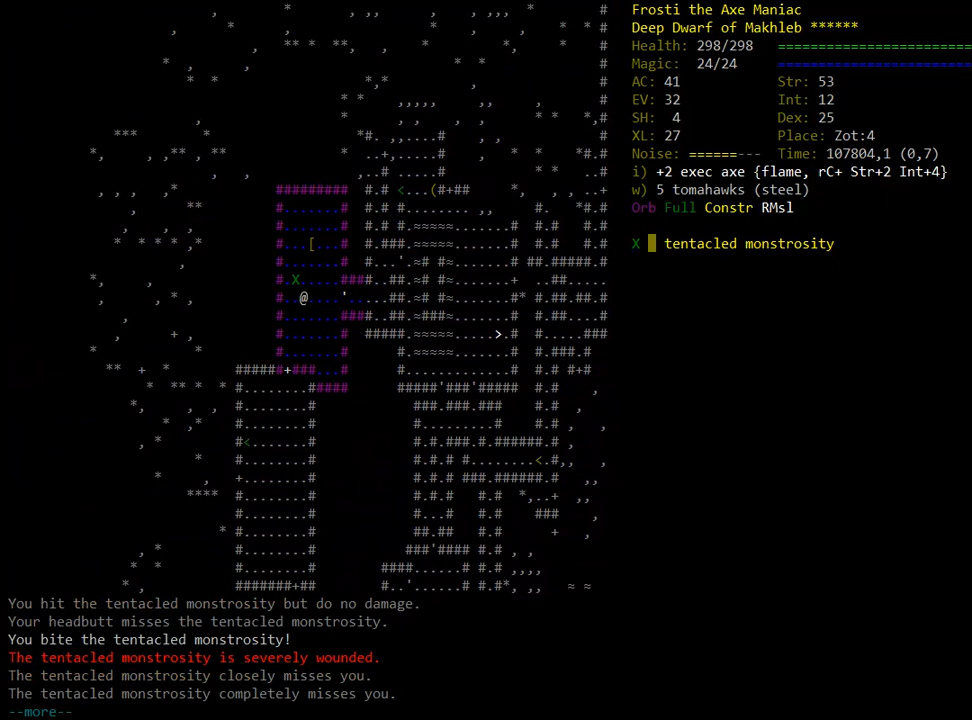 Frosti the Axe Maniac
Deep Dwarf of Makhleb ******
Health: 298/298
Magic: 24/24
AC: 41 Str: 53
EV: 32 Int: 12
SH: 4 Dex: 25
XL: 27 Place: Zot:4
Noise: ======--- Time: 107804,1 (0,7)
i) +2 exec axe {flame, rC+ Str+2 Int+4}
w) 5 tomahawks (steel)
Orb Full Constr RMsl
X tentacled monstrosity
You hit the tentacled monstrosity but do no damage.
Your headbutt misses the tentacled monstrosity.
You bite the tentacled monstrosity!
The tentacled monstrosity is severely wounded.
The tentacled monstrosity closely misses you.
The tentacled monstrosity completely misses you.
--more--